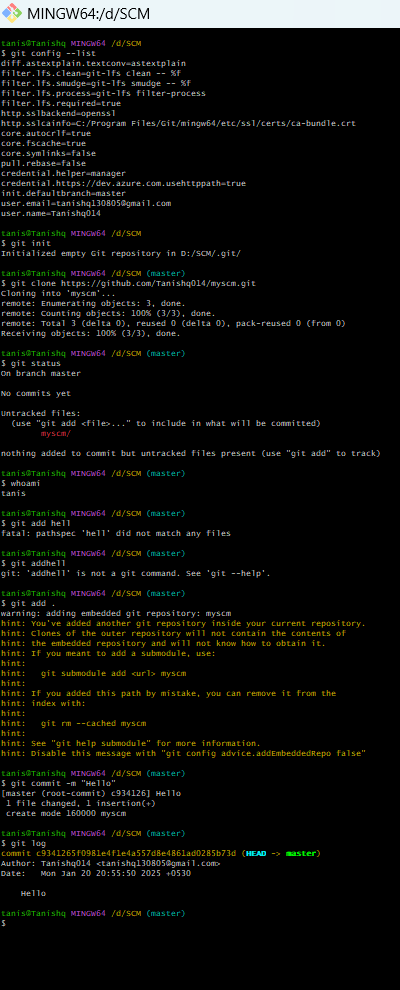 MINGW64:/d/SCM
tanis@Tanishq MINGW64 /d/SCM
$ git config --list
diff.astextplain.textconv=astextplain
filter.lfs.clean=git-lfs clean -- %f
filter.lfs.smudge=git-lfs smudge -- %f
filter.lfs.process=git-lfs filter-process
filter.lfs.required=true
http.sslbackend=openssl
http.sslcainfo=C:/Program Files/Git/mingw64/etc/ssl/certs/ca-bundle.crt
core.autocrlf=true
core.fscache=true
core.symlinks=false
pull.rebase=false
credential.helper=manager
credential.https://dev.azure.com.usehttppath=true
init.defaultbranch=master
user.email=tanishq130805@gmail.com
user.name=Tanishq014
tanis@Tanishq MINGW64 /d/SCM
$ git init
Initialized empty Git repository in D:/SCM/.git/
tanis@Tanishq MINGW64 /d/SCM (master)
$ git clone https://github.com/Tanishq014/myscm.git
Cloning into 'myscm'...
remote: Enumerating objects: 3, done.
remote: Counting objects: 100% (3/3), done.
remote: Total 3 (delta 0), reused 0 (delta 0), pack-reused 0 (from 0)
Receiving objects: 100% (3/3), done.
tanis@Tanishq MINGW64 /d/SCM (master)
$ git status
On branch master
No commits yet
Untracked files:
  (use "git add <file>..." to include in what will be committed)
        myscm/
nothing added to commit but untracked files present (use "git add" to track)
tanis@Tanishq MINGW64 /d/SCM (master)
$ whoami
tanis
tanis@Tanishq MINGW64 /d/SCM (master)
$ git add hell
fatal: pathspec 'hell' did not match any files
tanis@Tanishq MINGW64 /d/SCM (master)
$ git addhell
git: 'addhell' is not a git command. See 'git --help'.
tanis@Tanishq MINGW64 /d/SCM (master)
$ git add .
warning: adding embedded git repository: myscm
hint: You've added another git repository inside your current repository.
hint: Clones of the outer repository will not contain the contents of
hint: the embedded repository and will not know how to obtain it.
hint: If you meant to add a submodule, use:
hint:
hint:   git submodule add <url> myscm
hint:
hint: If you added this path by mistake, you can remove it from the
hint: index with:
hint:
hint:   git rm --cached myscm
hint:
hint: See "git help submodule" for more information.
hint: Disable this message with "git config advice.addEmbeddedRepo false"
tanis@Tanishq MINGW64 /d/SCM (master)
$ git commit -m "Hello"
[master (root-commit) c934126] Hello
 1 file changed, 1 insertion(+)
 create mode 160000 myscm
tanis@Tanishq MINGW64 /d/SCM (master)
$ git log
commit c9341265f0981e4f1e4a557d8e4861ad0285b73d (HEAD -> master)
Author: Tanishq014 <tanishq130805@gmail.com>
Date:   Mon Jan 20 20:55:50 2025 +0530
    Hello
tanis@Tanishq MINGW64 /d/SCM (master)
$